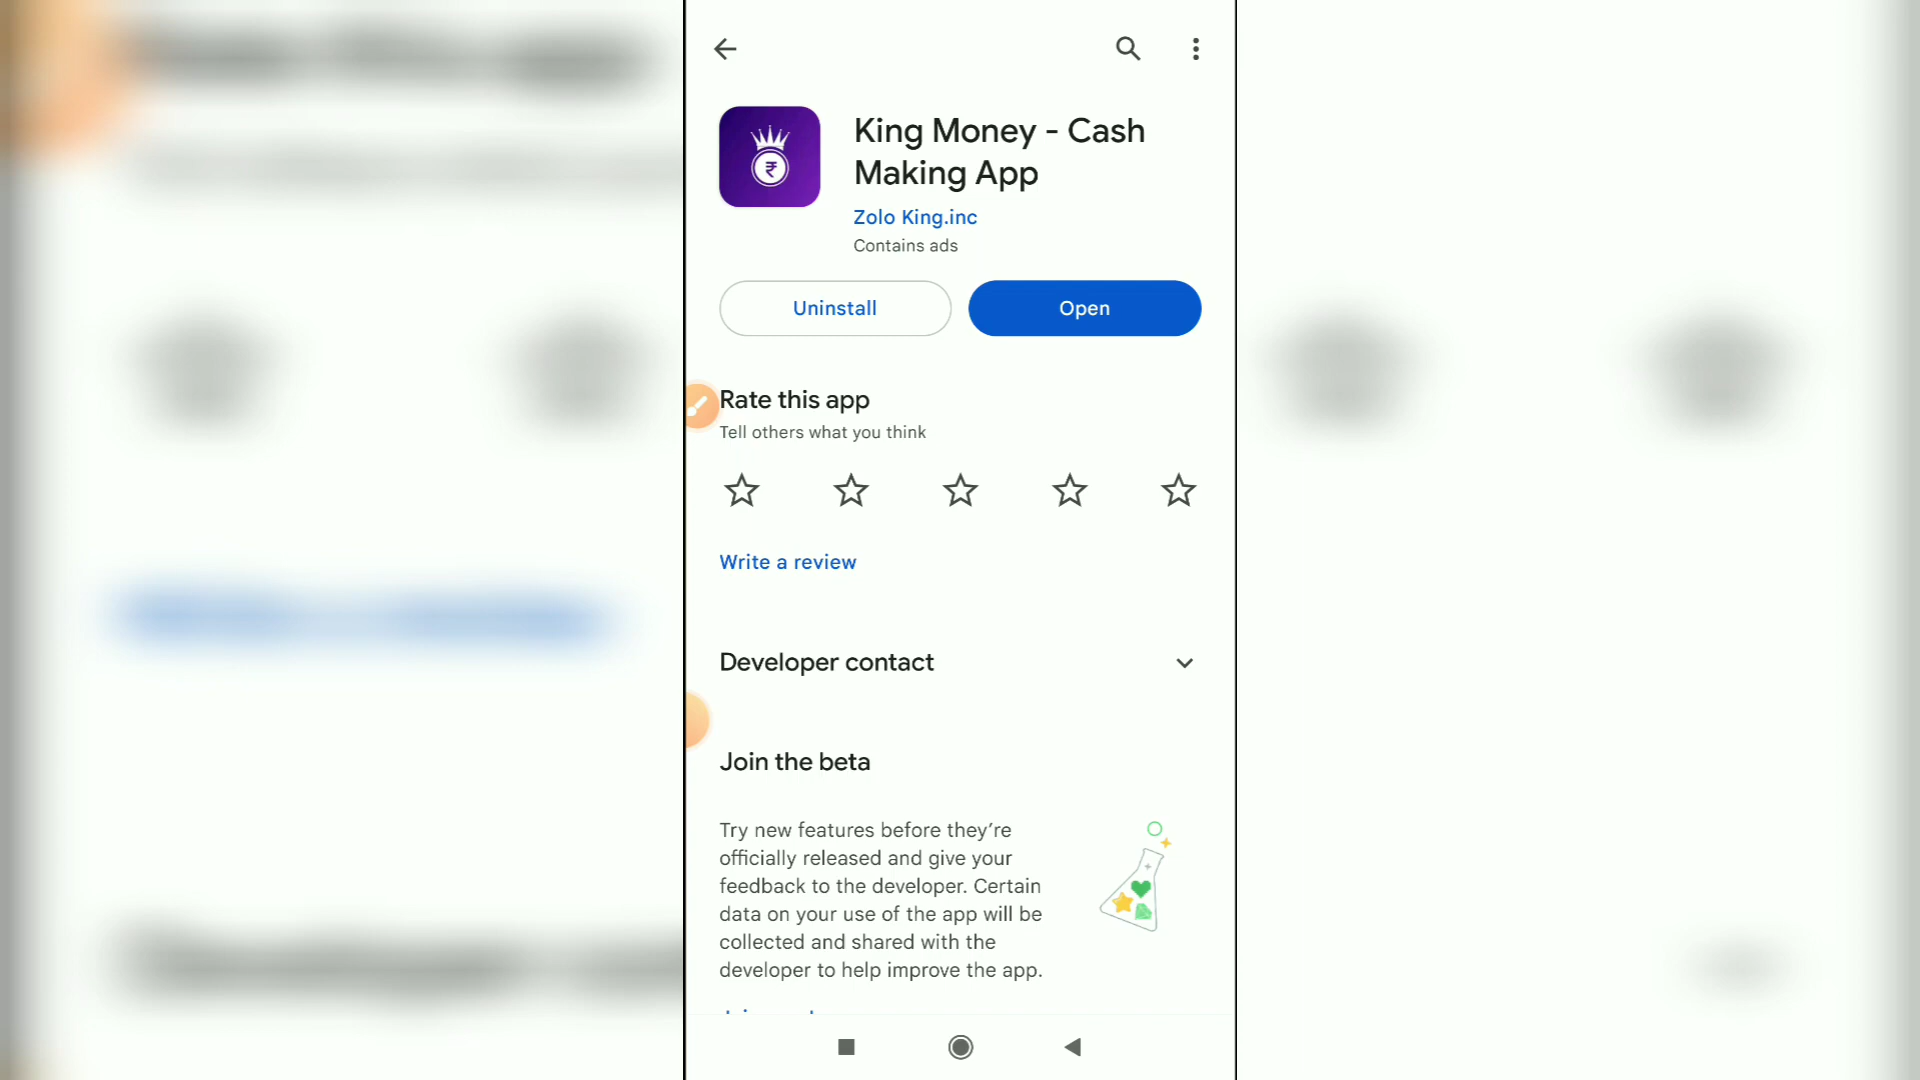 King Money - Cash
Making App
Zolo King.inc
Contains ads
Uninstall
Open
Rate this app
Tell others what you think
Write a review
Developer contact
Join the beta
Try new features before they’re
officially released and give your
feedback to the developer. Certain
data on your use of the app will be
collected and shared with the
developer to help improve the app.